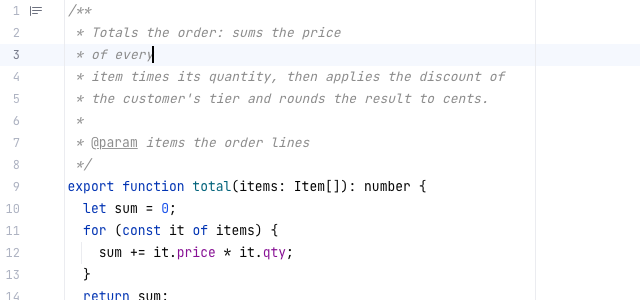 1 /**
2 * Totals the order: sums the price
3 * of every
4 * item times its quantity, then applies the discount of
5 * the customer's tier and rounds the result to cents.
6 *
7 * @param items the order lines
8 */
9 export function total(items: Item[]): number {
10 let sum = 0;
11 for (const it of items) {
12 sum += it.price * it.qty;
13 }
14 return sum;